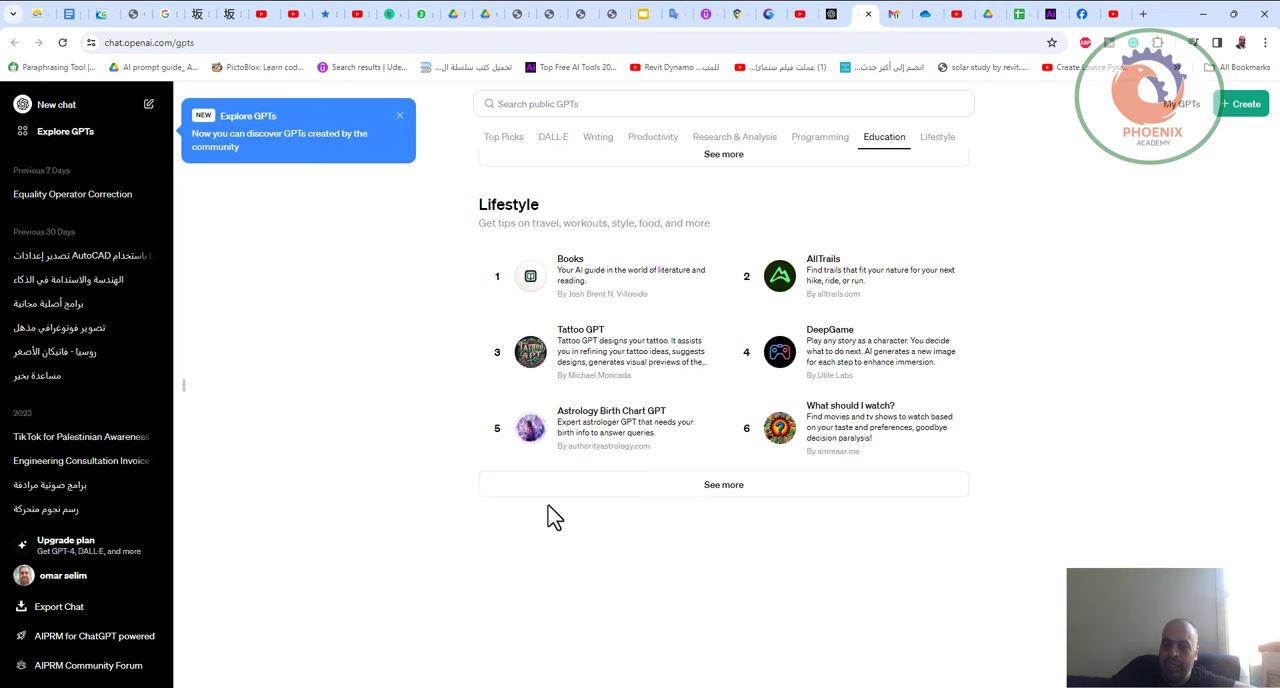 坂
坂
chat.openai.com/gpts
Paraphrasing Tool |...
AI prompt guide_ A...
PictoBlox: Learn cod...
Search results | Ude...
تحميل كتب سلسلة ال...
Top Free AI Tools 20...
Revit Dynamo للمب...
(1) عملت فيلم سنمائ...
انضم إلى أكبر حدث...
solar study by revit....
Create Louvre Pyra...
All Bookmarks
New chat
Explore GPTs
Previous 7 Days
Equality Operator Correction
Previous 30 Days
تصدير إعدادات AutoCAD باستخدام
الهندسة والاستدامة في الذكاء
برامج أصلية مجانية
تصوير فوتوغرافي مذهل
روسيا - فاتيكان الأصغر
مساعدة بخير
2023
TikTok for Palestinian Awareness
Engineering Consultation Invoice
برامج صوتية مرادفة
رسم نجوم متحركة
Upgrade plan
Get GPT-4, DALL·E, and more
omar selim
Export Chat
AIPRM for ChatGPT powered
AIPRM Community Forum
NEW Explore GPTs
Now you can discover GPTs created by the
community
Search public GPTs
My GPTs
+ Create
PHOENIX
ACADEMY
Top Picks DALL·E Writing Productivity Research & Analysis Programming Education Lifestyle
See more
Lifestyle
Get tips on travel, workouts, style, food, and more
1
Books
Your AI guide in the world of literature and
reading.
By Josh Brent N. Villocido
2
AllTrails
Find trails that fit your nature for your next
hike, ride, or run.
By alltrails.com
3
TATTOO
GPT
Tattoo GPT
Tattoo GPT designs your tattoo. It assists
you in refining your tattoo ideas, suggests
designs, generates visual previews of the...
By Michael Moncada
4
DeepGame
Play any story as a character. You decide
what to do next. AI generates a new image
for each step to enhance immersion.
By Utile Labs
5
Astrology Birth Chart GPT
Expert astrologer GPT that needs your
birth info to answer queries.
By authorityastrology.com
6
What should I watch?
Find movies and tv shows to watch based
on your taste and preferences, goodbye
decision paralysis!
By ammaar.me
See more